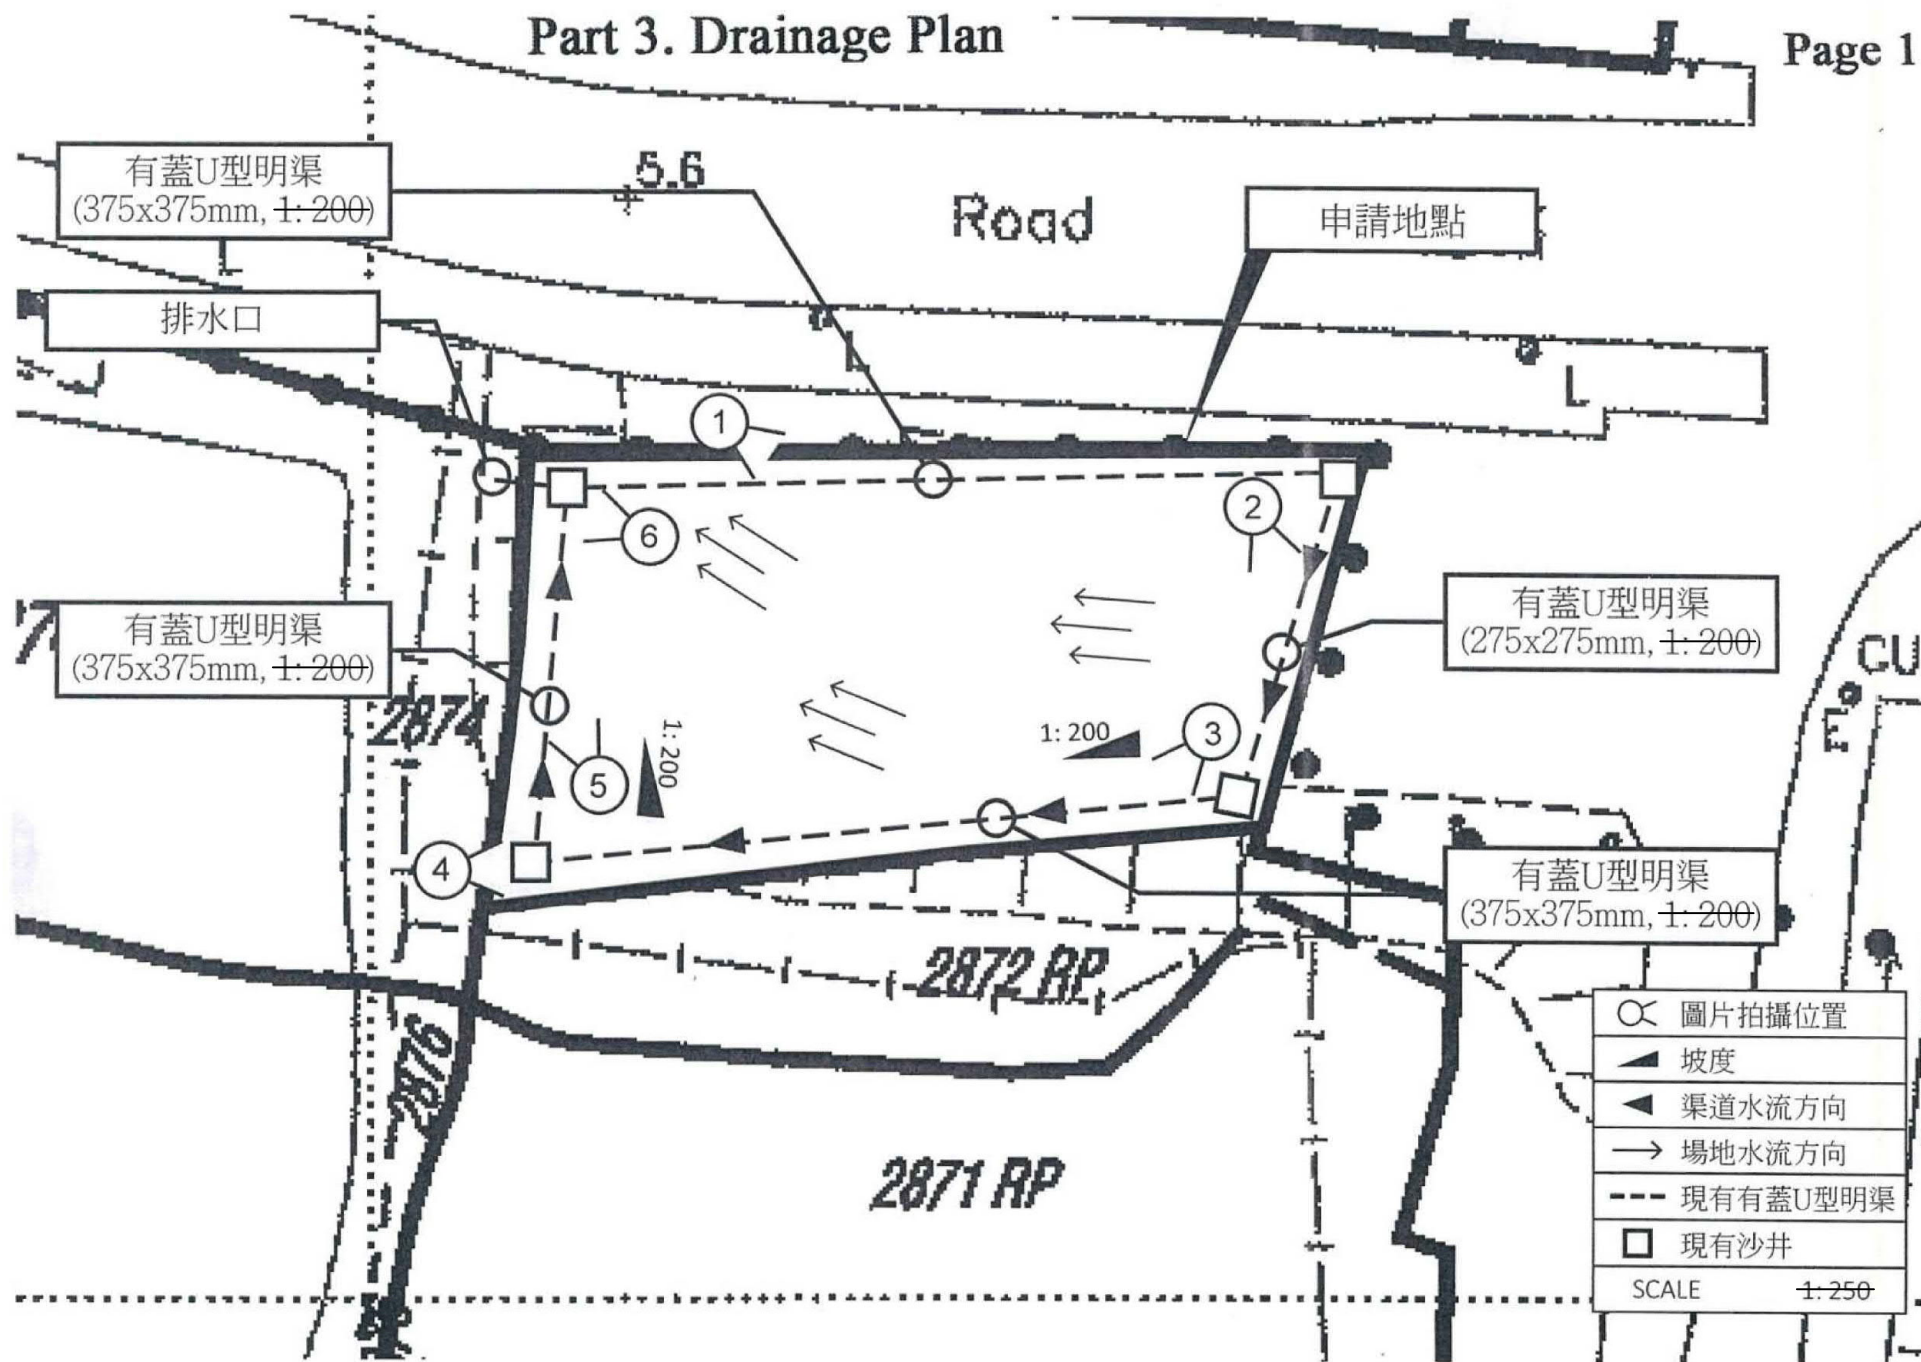 Part 3. Drainage Plan
Page 1
有蓋U型明渠
(375x375mm, 1: 200)
5.6
Road
申請地點
L
排水口
L
L
1
2
6
有蓋U型明渠
(375x375mm, 1: 200)
有蓋U型明渠
(275x275mm, 1: 200)
GU
E
2874
1: 200
1: 200
3
5
4
有蓋U型明渠
(375x375mm, 1: 200)
2872 RP
2876
2871 RP
圖片拍攝位置
坡度
渠道水流方向
場地水流方向
現有有蓋U型明渠
現有沙井
SCALE 1: 250